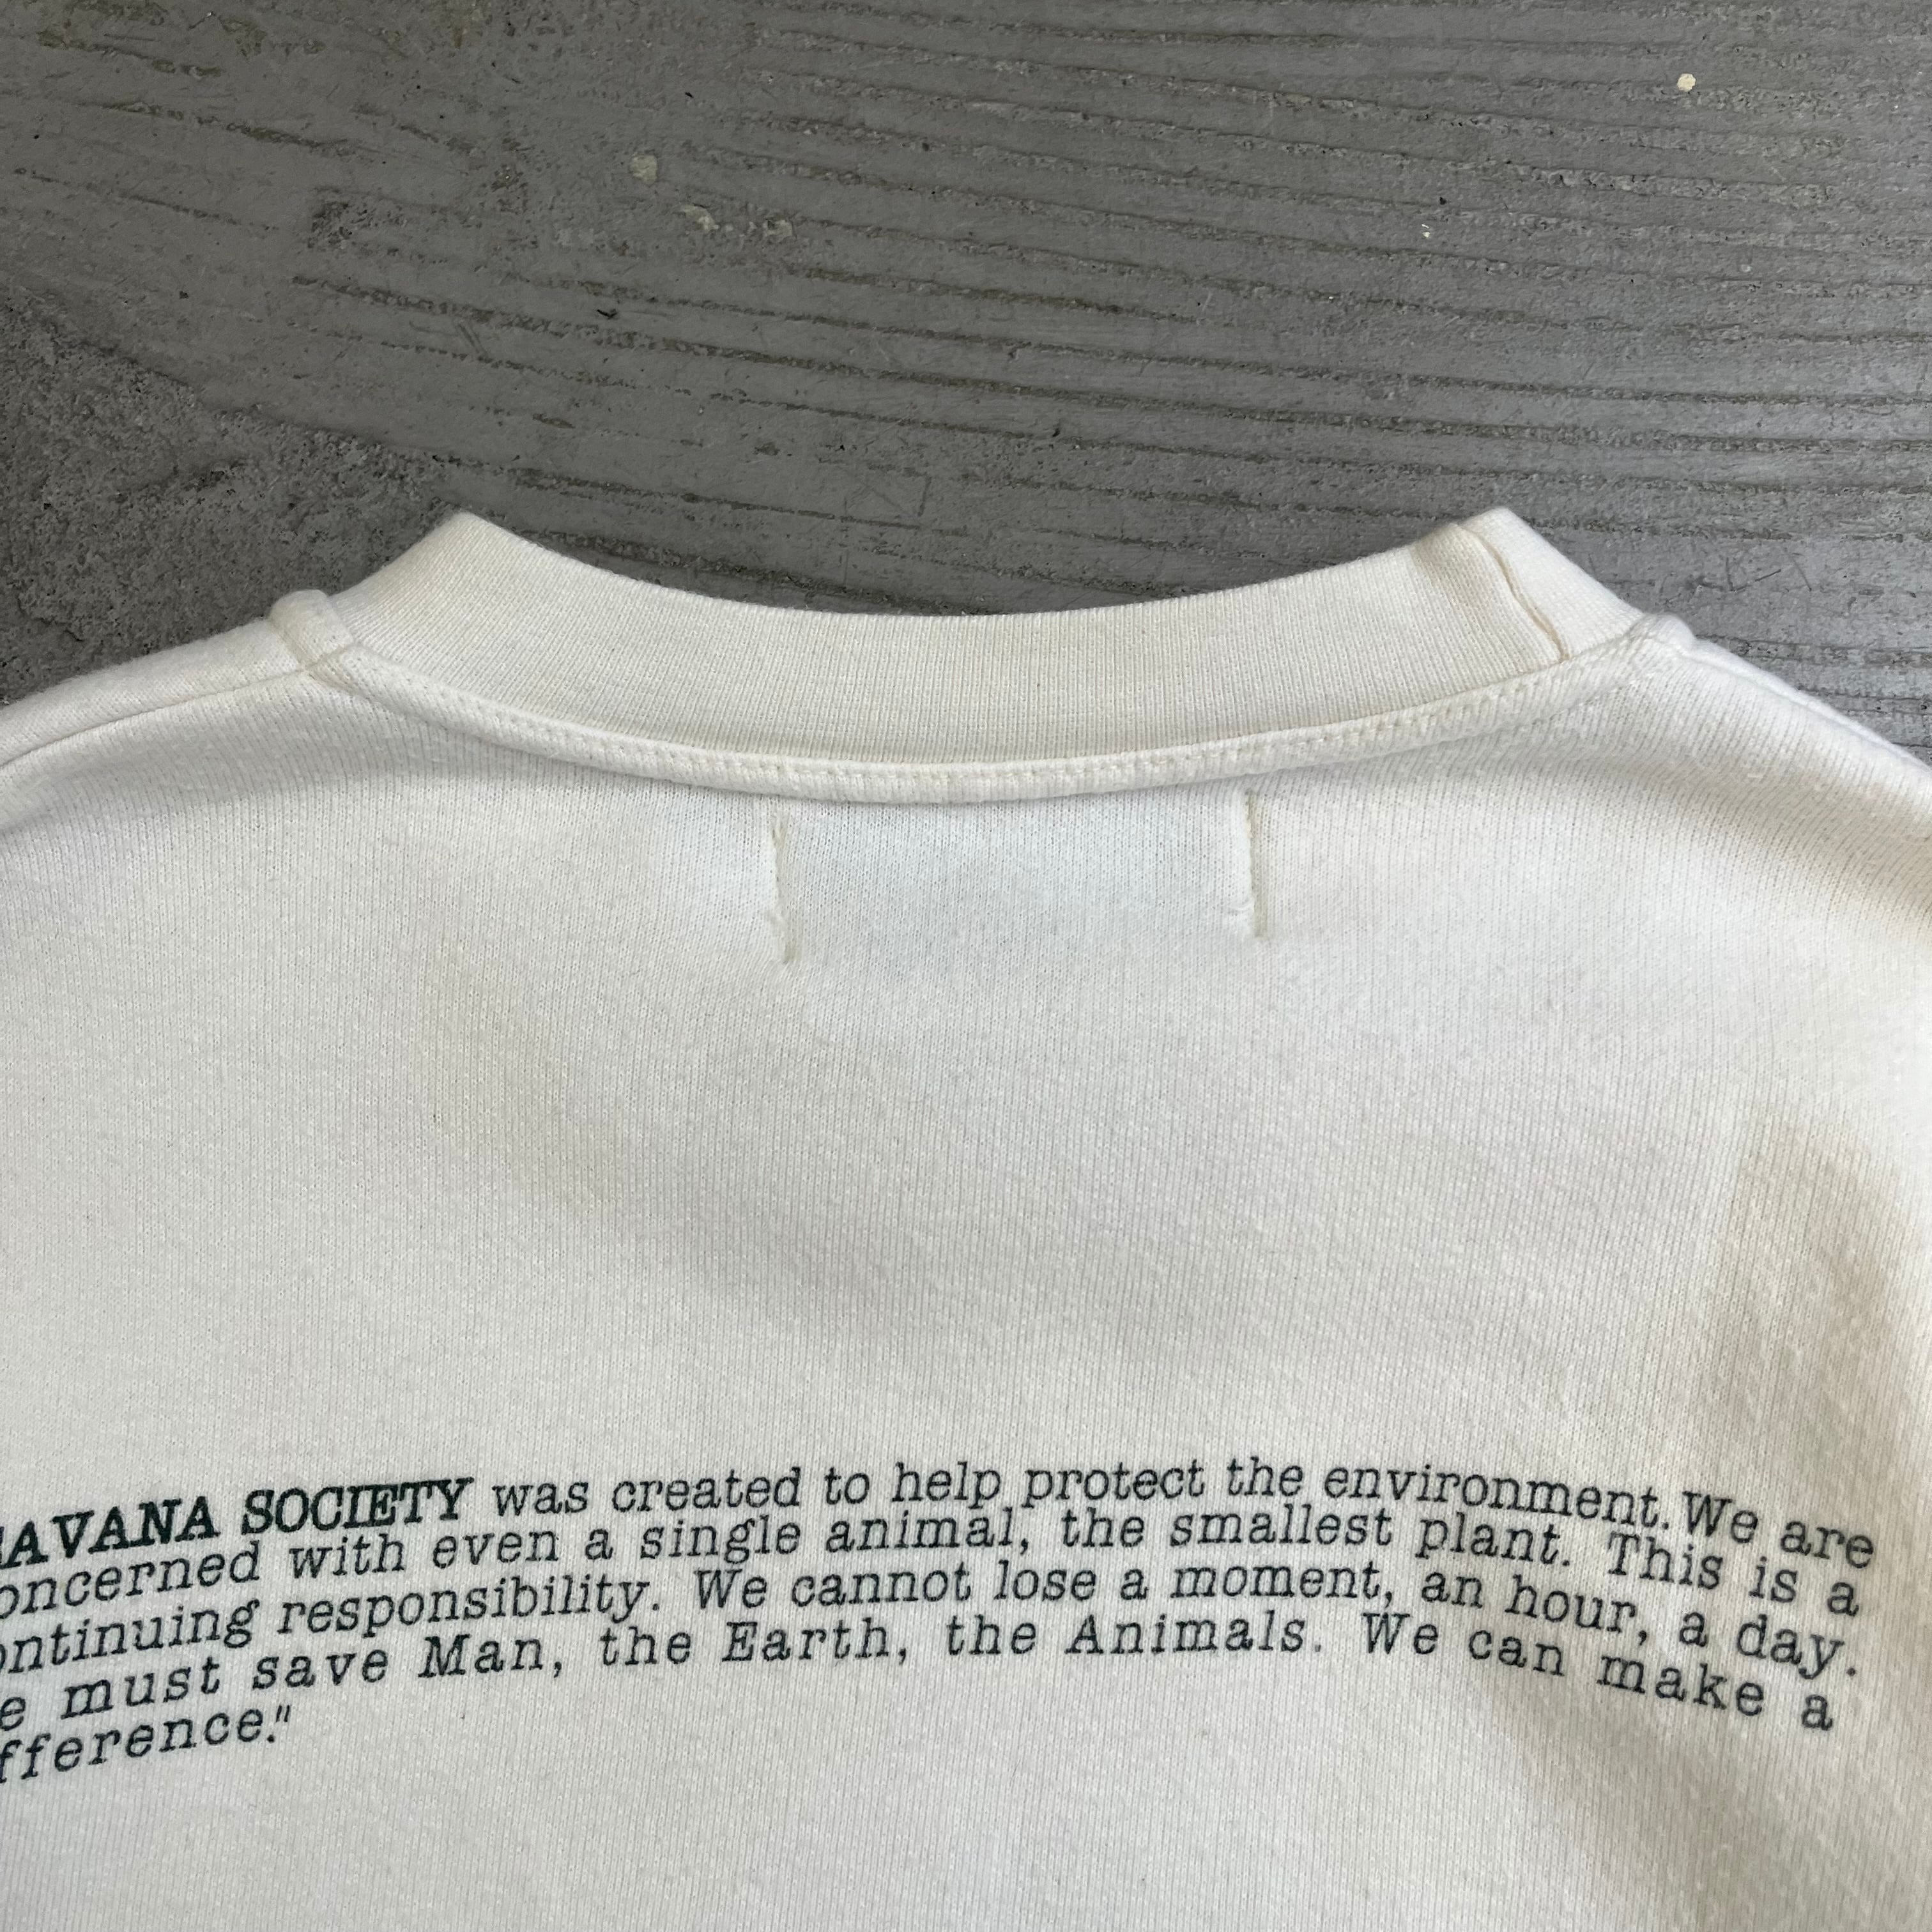 SAVANA SOCIETY was created to help protect the environment. We are
oncerned with even a single animal, the smallest plant. This is a
ontinuing responsibility. We cannot lose a moment, an hour, a day.
e must save Man, the Earth, the Animals. We can make a
fference."